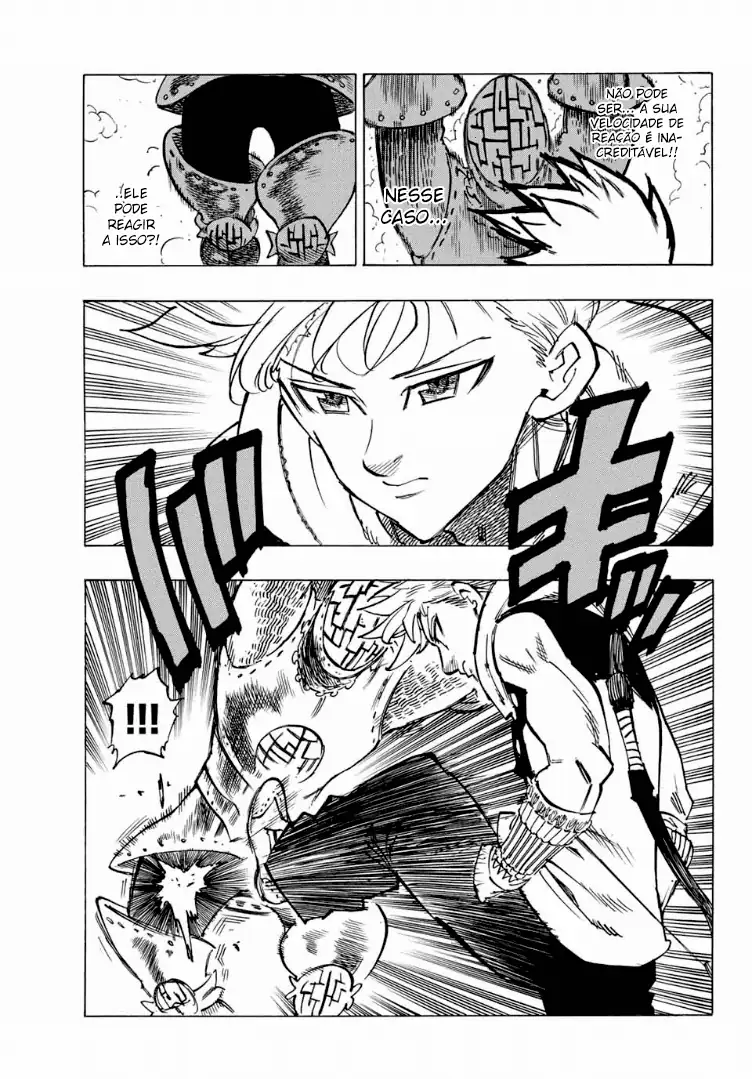 NÃO PODE
SER... A SUA
VELOCIDADE DE
REAÇÃO É INA-
CREDITÁVEL!!
NESSE
CASO...
..ELE
PODE
REAGIR
A ISSO?!
!!!